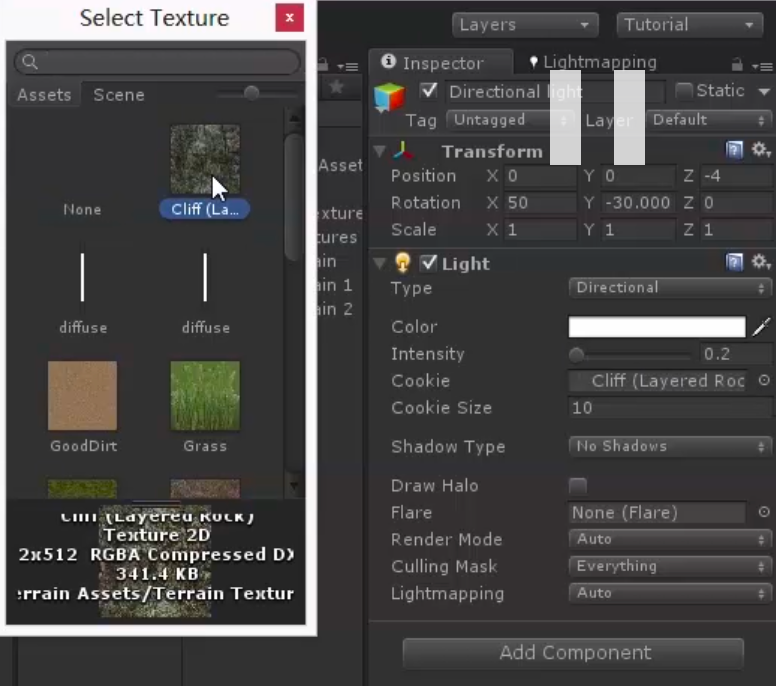 Select Texture
x
Assets Scene
None
Cliff (La...
diffuse
diffuse
GoodDirt
Grass
Cliff (Layered Rock)
Texture 2D
2x512 RGBA Compressed DX
341.4 KB
errain Assets/Terrain Textur
Asset
exture
tures
ain
ain 1
ain 2
Layers
Tutorial
Inspector
Lightmapping
Directional light
Static
Tag Untagged Layer Default
Transform
Position X 0 Y 0 Z -4
Rotation X 50 Y -30.000 Z 0
Scale X 1 Y 1 Z 1
Light
Type Directional
Color
Intensity 0.2
Cookie Cliff (Layered Roc
Cookie Size 10
Shadow Type No Shadows
Draw Halo
Flare None (Flare)
Render Mode Auto
Culling Mask Everything
Lightmapping Auto
Add Component